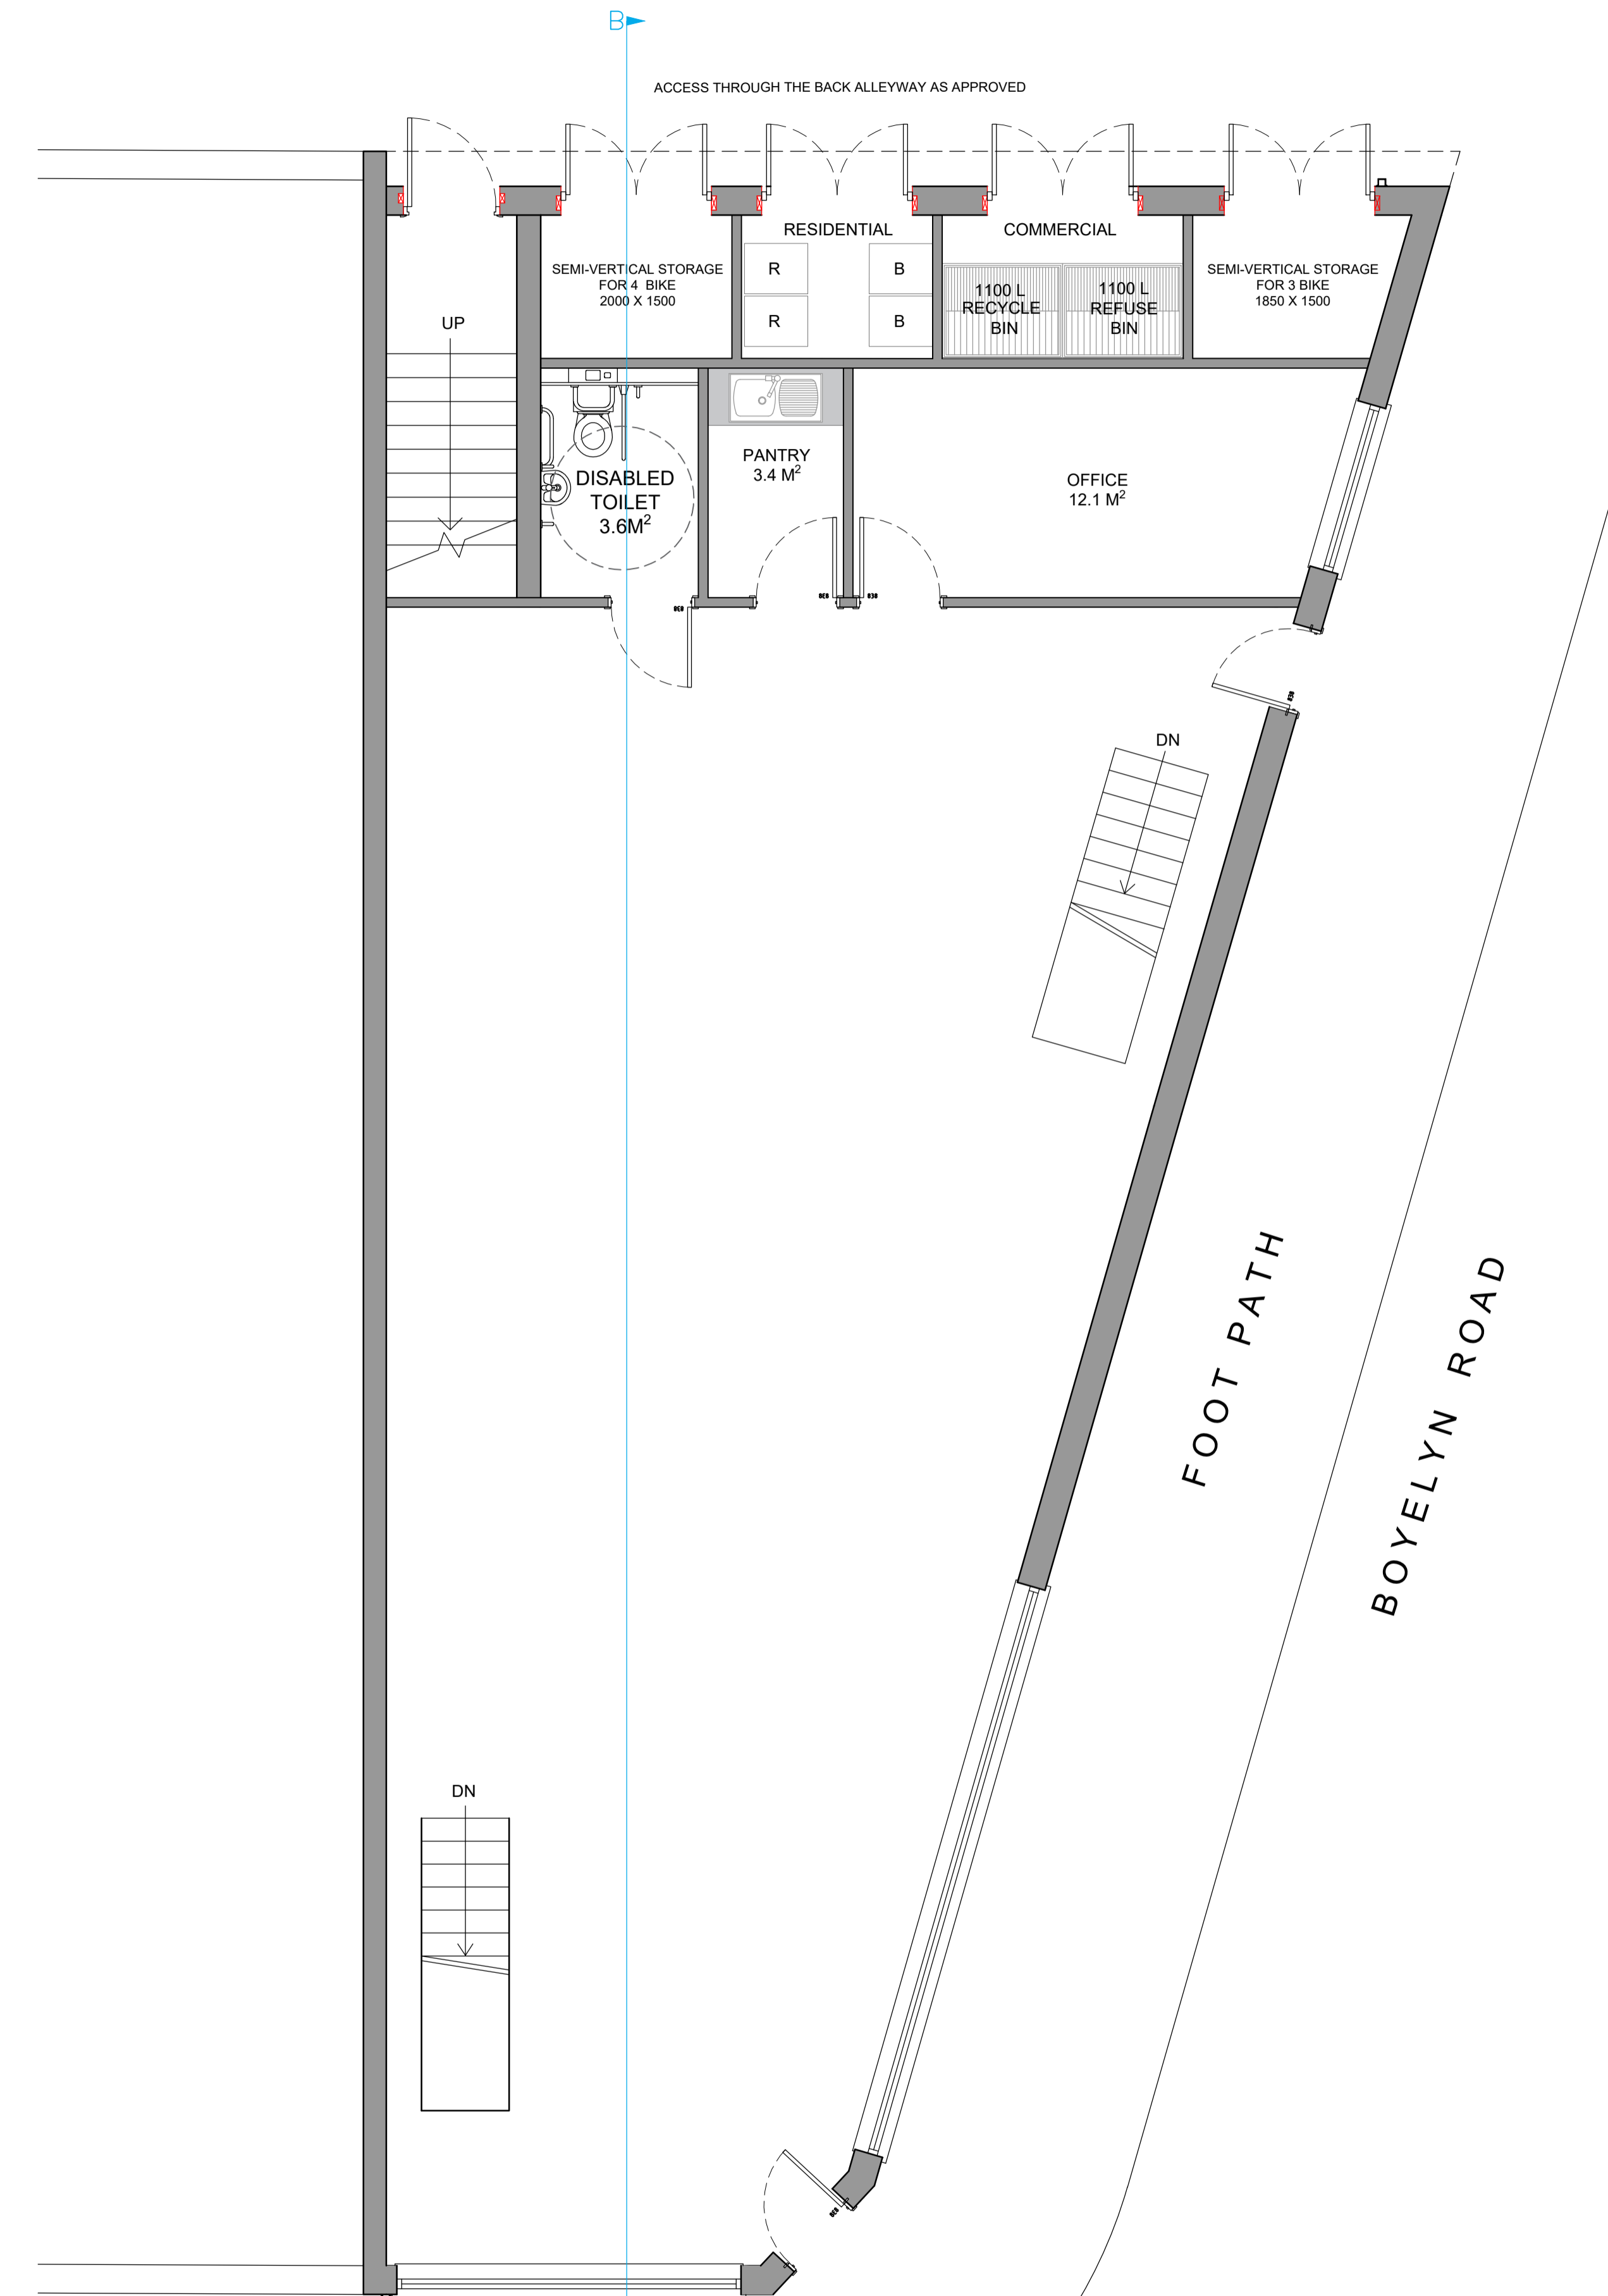 B
ACCESS THROUGH THE BACK ALLEYWAY AS APPROVED
RESIDENTIAL
COMMERCIAL
SEMI-VERTICAL STORAGE
FOR 4 BIKE
2000 X 1500
R
B
R
B
1100 L
RECYCLE
BIN
1100 L
REFUSE
BIN
SEMI-VERTICAL STORAGE
FOR 3 BIKE
1850 X 1500
UP
DISABLED
TOILET
3.6M²
PANTRY
3.4 M²
OFFICE
12.1 M²
DN
FOOT PATH
BOYELYN ROAD
DN